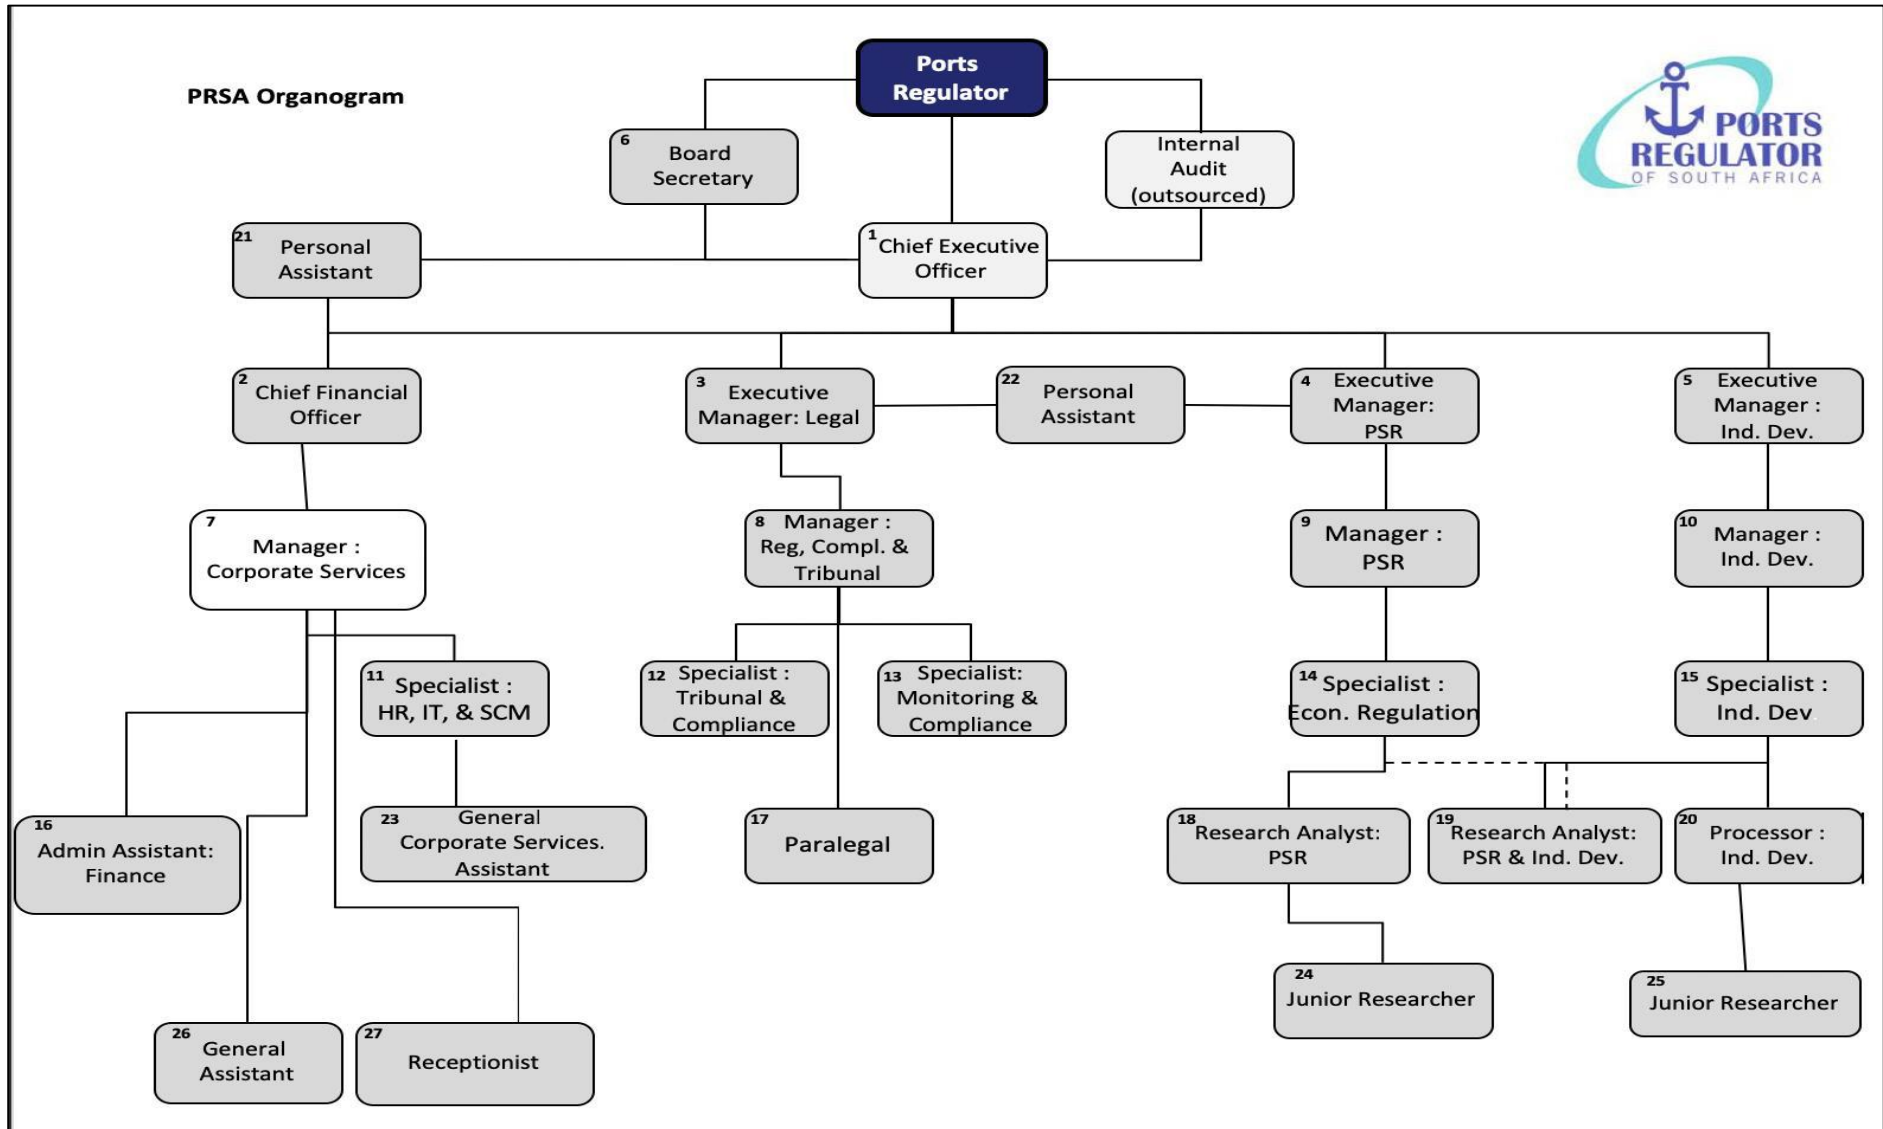 PRSA Organogram
Ports
Regulator
PORTS
REGULATOR
OF SOUTH AFRICA
6
Board
Secretary
Internal
Audit
(outsourced)
21
Personal
Assistant
1
Chief Executive
Officer
2
Chief Financial
Officer
3
Executive
Manager: Legal
22
Personal
Assistant
4
Executive
Manager:
PSR
5
Executive
Manager :
Ind. Dev.
7
Manager :
Corporate Services
8
Manager :
Reg, Compl. &
Tribunal
9
Manager :
PSR
10
Manager :
Ind. Dev.
11
Specialist :
HR, IT, & SCM
12
Specialist :
Tribunal &
Compliance
13
Specialist:
Monitoring &
Compliance
14
Specialist :
Econ. Regulation
15
Specialist :
Ind. Dev.
16
Admin Assistant:
Finance
23
General
Corporate Services.
Assistant
17
Paralegal
18
Research Analyst:
PSR
19
Research Analyst:
PSR & Ind. Dev.
20
Processor :
Ind. Dev.
24
Junior Researcher
25
Junior Researcher
26
General
Assistant
27
Receptionist